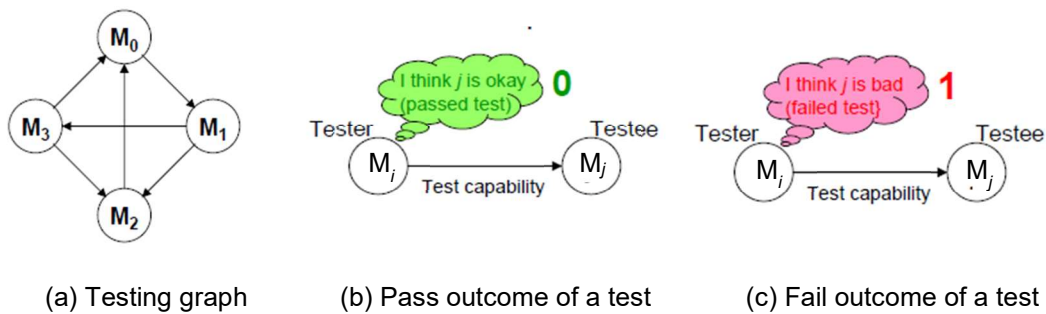 M0
M3
M1
M2
(a) Testing graph
I think j is okay
(passed test)
0
Tester
Testee
Mi
Mj
Test capability
(b) Pass outcome of a test
I think j is bad
(failed test}
1
Tester
Testee
Mi
Mj
Test capability
(c) Fail outcome of a test